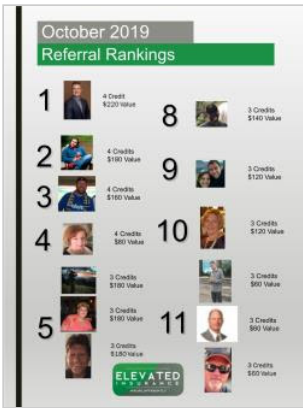 October 2019
Referral Rankings
1
4 Credit
$220 Value
2
4 Credits
$180 Value
3
4 Credits
$160 Value
4
4 Credits
$80 Value
3 Credits
$180 Value
5
3 Credits
$180 Value
3 Credits
$180 Value
8
3 Credits
$140 Value
9
3 Credits
$120 Value
10
3 Credits
$120 Value
3 Credits
$60 Value
11
3 Credits
$60 Value
3 Credits
$60 Value
ELEVATED
INSURANCE